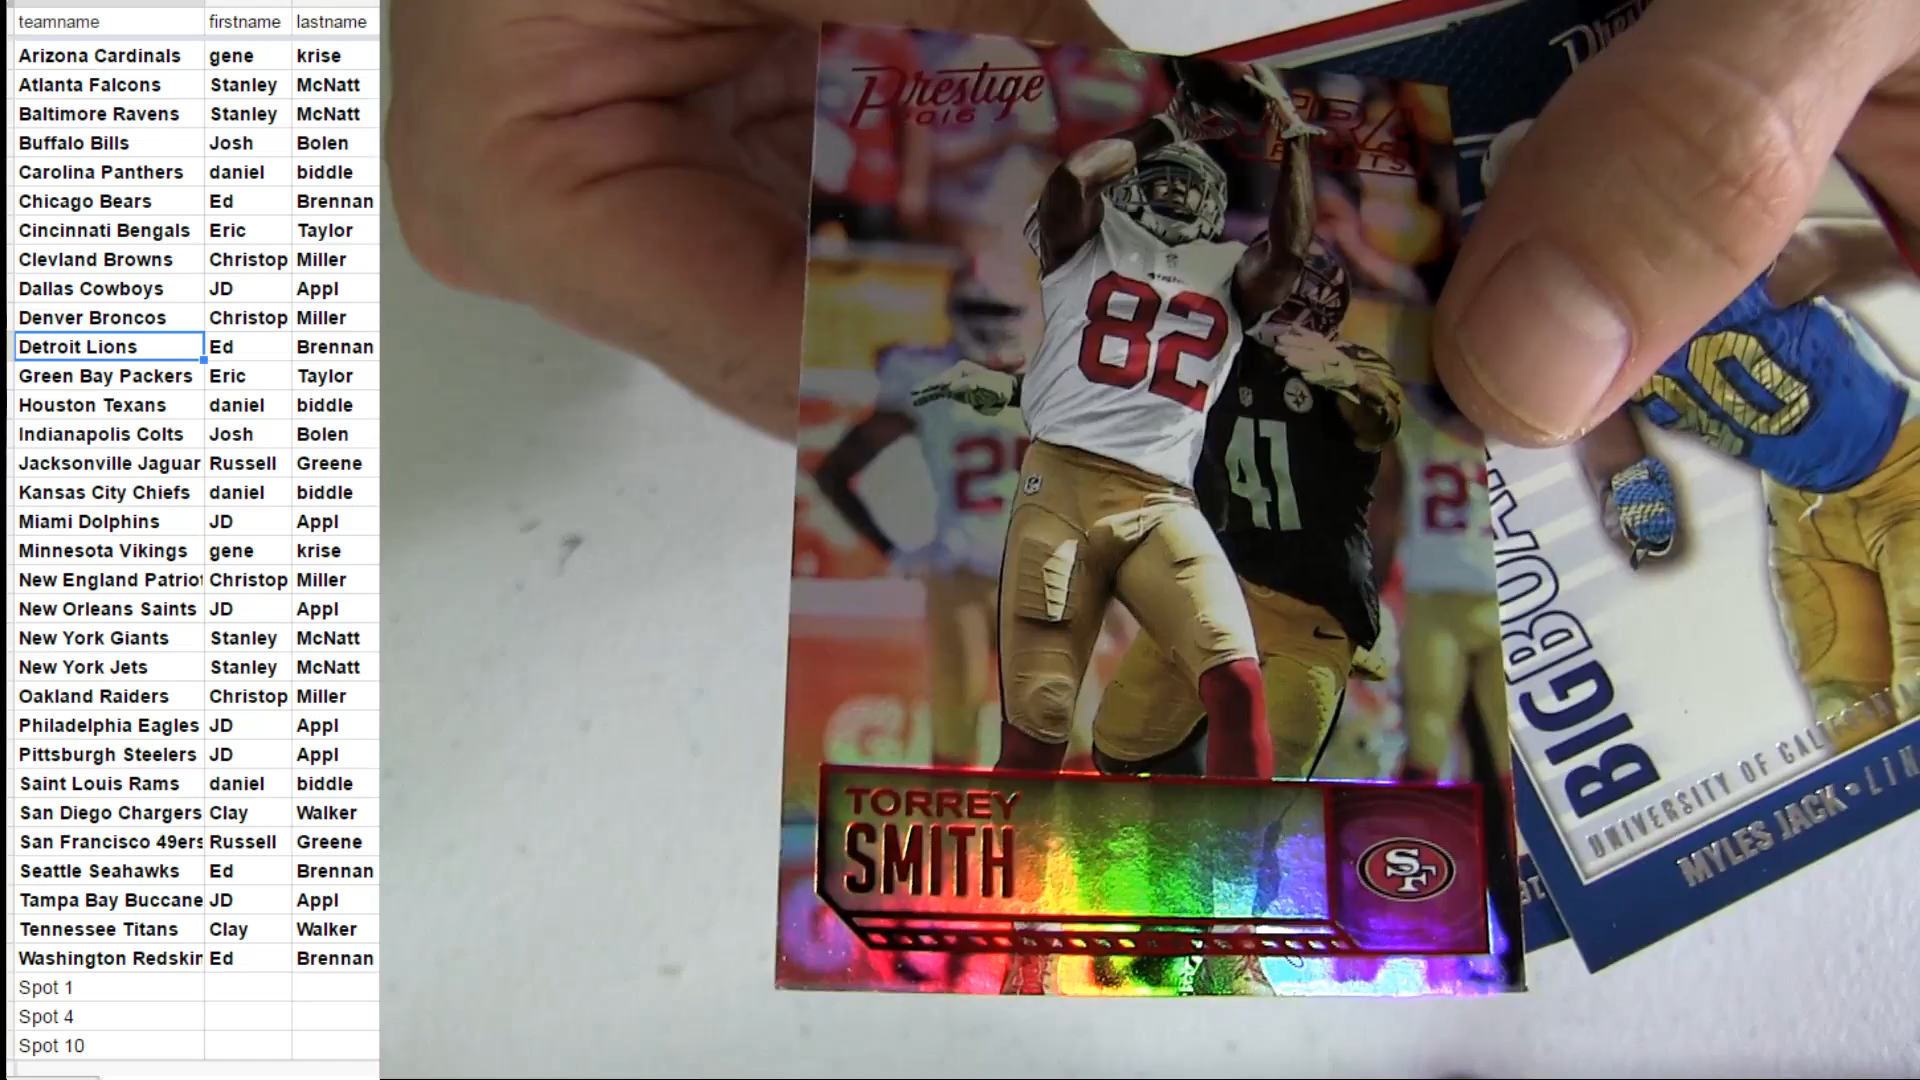 teamname firstname lastname
Arizona Cardinals gene krise
Atlanta Falcons Stanley McNatt
Baltimore Ravens Stanley McNatt
Buffalo Bills Josh Bolen
Carolina Panthers daniel biddle
Chicago Bears Ed Brennan
Cincinnati Bengals Eric Taylor
Clevland Browns Christop Miller
Dallas Cowboys JD Appl
Denver Broncos Christop Miller
Detroit Lions Ed Brennan
Green Bay Packers Eric Taylor
Houston Texans daniel biddle
Indianapolis Colts Josh Bolen
Jacksonville Jaguar Russell Greene
Kansas City Chiefs daniel biddle
Miami Dolphins JD Appl
Minnesota Vikings gene krise
New England Patriot Christop Miller
New Orleans Saints JD Appl
New York Giants Stanley McNatt
New York Jets Stanley McNatt
Oakland Raiders Christop Miller
Philadelphia Eagles JD Appl
Pittsburgh Steelers JD Appl
Saint Louis Rams daniel biddle
San Diego Chargers Clay Walker
San Francisco 49ers Russell Greene
Seattle Seahawks Ed Brennan
Tampa Bay Buccane JD Appl
Tennessee Titans Clay Walker
Washington Redskin Ed Brennan
Spot 1
Spot 4
Spot 10
Prestige
2016
82
41
2
2
TORREY
SMITH
SF
BIG
UNIVERSITY OF
MYLES JACK • LIN